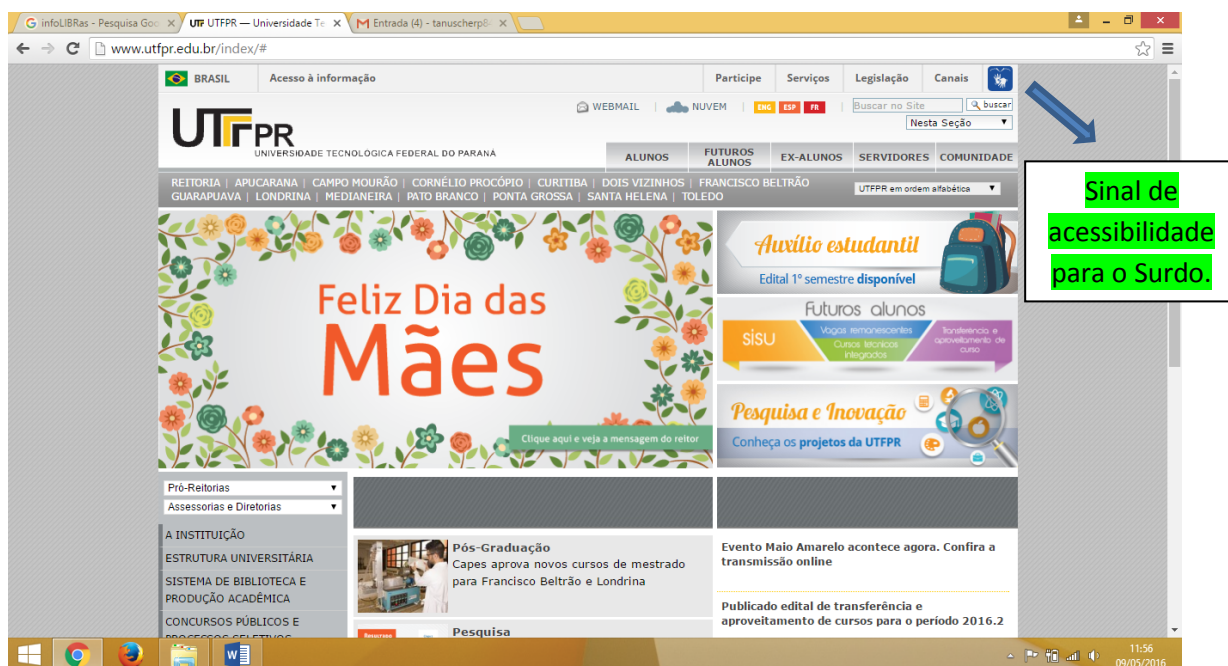 infoLIBRas - Pesquisa Goo
UTFPR — Universidade Te
Entrada (4) - tanuscherp8
www.utfpr.edu.br/index/#
BRASIL Acesso à informação Participe Serviços Legislação Canais
WEBMAIL | NUVEM | ENG ESP FR | Buscar no Site buscar
Nesta Seção
UTFPR
UNIVERSIDADE TECNOLÓGICA FEDERAL DO PARANÁ
ALUNOS FUTUROS ALUNOS EX-ALUNOS SERVIDORES COMUNIDADE
REITORIA | APUCARANA | CAMPO MOURÃO | CORNÉLIO PROCÓPIO | CURITIBA | DOIS VIZINHOS | FRANCISCO BELTRÃO
GUARAPUAVA | LONDRINA | MEDIANEIRA | PATO BRANCO | PONTA GROSSA | SANTA HELENA | TOLEDO
UTFPR em ordem alfabética
Sinal de
acessibilidade
para o Surdo.
Feliz Dia das
Mães
Clique aqui e veja a mensagem do reitor
Auxílio estudantil
Edital 1º semestre disponível
Futuros alunos
SISU
Vagas remanescentes
Cursos técnicos
integrados
Transferência e
aproveitamento de
curso
Pesquisa e Inovação
Conheça os projetos da UTFPR
Pró-Reitorias
Assessorias e Diretorias
A INSTITUIÇÃO
ESTRUTURA UNIVERSITÁRIA
SISTEMA DE BIBLIOTECA E
PRODUÇÃO ACADÊMICA
CONCURSOS PÚBLICOS E
PROCESSOS SELETIVOS
Pós-Graduação
Capes aprova novos cursos de mestrado
para Francisco Beltrão e Londrina
Pesquisa
Evento Maio Amarelo acontece agora. Confira a
transmissão online
Publicado edital de transferência e
aproveitamento de cursos para o período 2016.2
11:56
09/05/2016